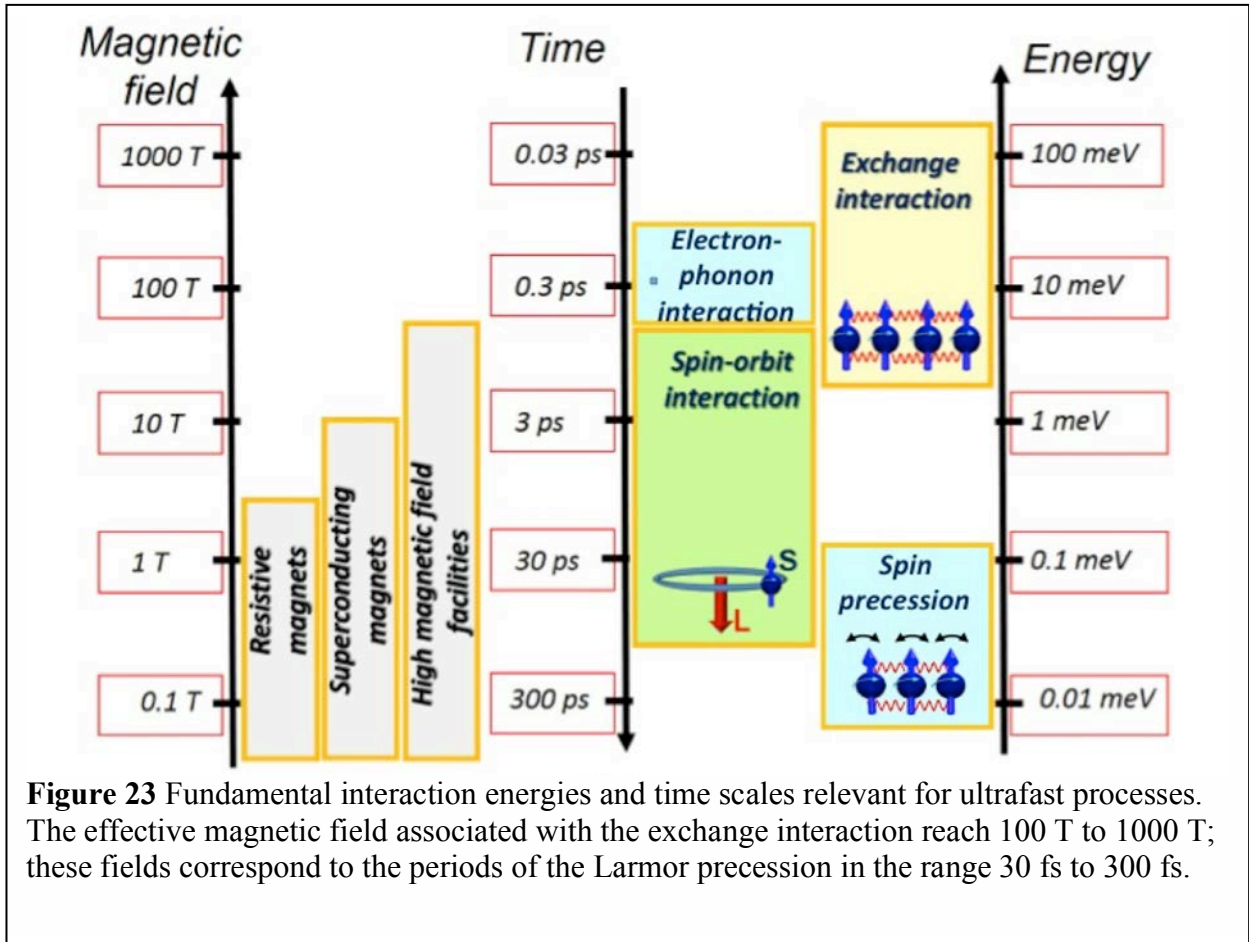 Magnetic
field
1000 T
100 T
10 T
1 T
0.1 T
Resistive
magnets
Superconducting
magnets
High magnetic field
facilities
Time
0.03 ps
0.3 ps
3 ps
30 ps
300 ps
Electron-
phonon
interaction
Spin-orbit
interaction
S
L
Exchange
interaction
Spin
precession
Energy
100 meV
10 meV
1 meV
0.1 meV
0.01 meV
Figure 23 Fundamental interaction energies and time scales relevant for ultrafast processes.
The effective magnetic field associated with the exchange interaction reach 100 T to 1000 T;
these fields correspond to the periods of the Larmor precession in the range 30 fs to 300 fs.